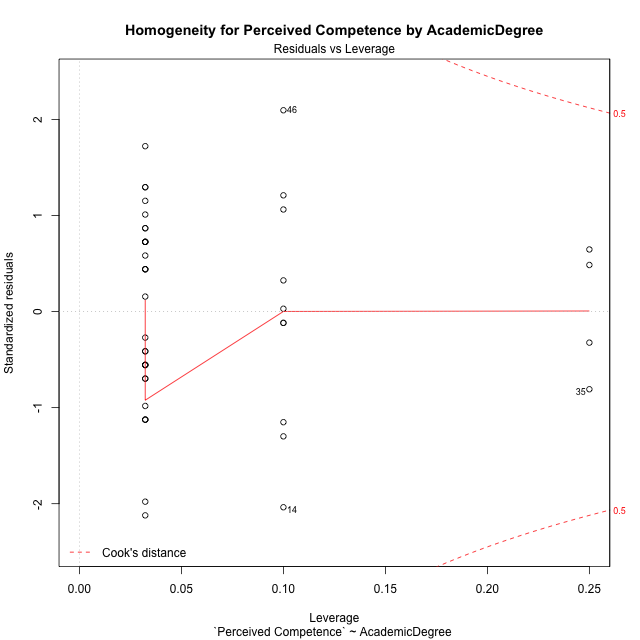 Homogeneity for Perceived Competence by AcademicDegree
Residuals vs Leverage
Standardized residuals
2
1
0
-1
-2
46
14
35
0.5
0.5
Cook's distance
0.00 0.05 0.10 0.15 0.20 0.25
Leverage
`Perceived Competence` ~ AcademicDegree